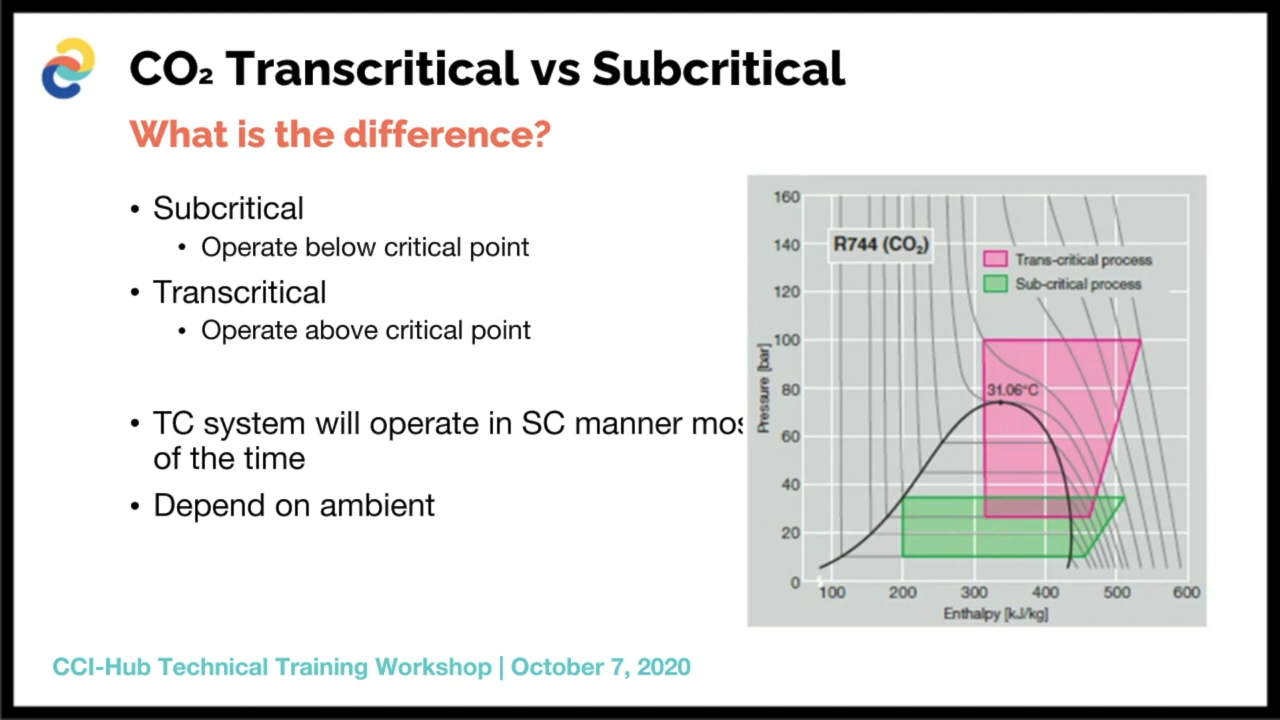 CO₂ Transcritical vs Subcritical
What is the difference?
• Subcritical
• Operate below critical point
• Transcritical
• Operate above critical point
• TC system will operate in SC manner mos
of the time
• Depend on ambient
160
140
120
100
80
60
40
20
0
Pressure [bar]
R744 (CO₂)
Trans-critical process
Sub-critical process
31.06°C
100 200 300 400 500 600
Enthalpy [kJ/kg]
CCI-Hub Technical Training Workshop | October 7, 2020